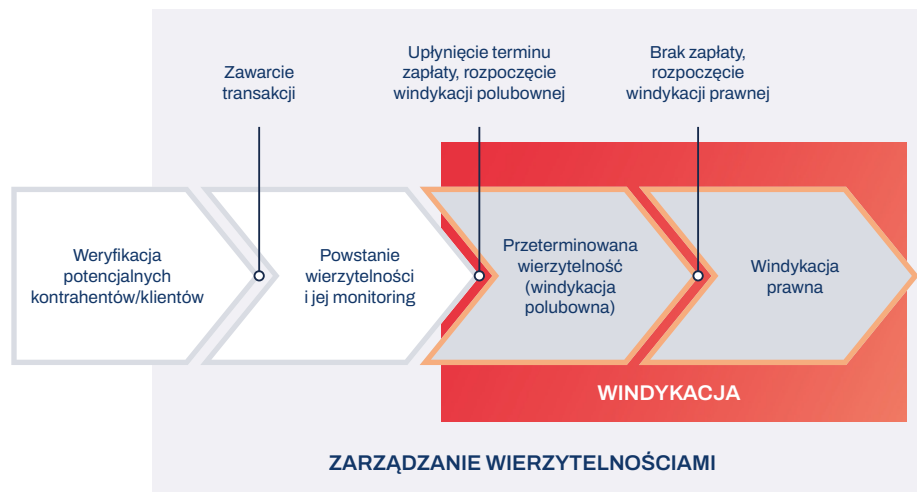 Zawarcie
transakcji
Upłynięcie terminu
zapłaty, rozpoczęcie
windykacji polubownej
Brak zapłaty,
rozpoczęcie
windykacji prawnej
Weryfikacja
potencjalnych
kontrahentów/klientów
Powstanie
wierzytelności
i jej monitoring
Przeterminowana
wierzytelność
(windykacja
polubowna)
Windykacja
prawna
WINDYKACJA
ZARZĄDZANIE WIERZYTELNOŚCIAMI